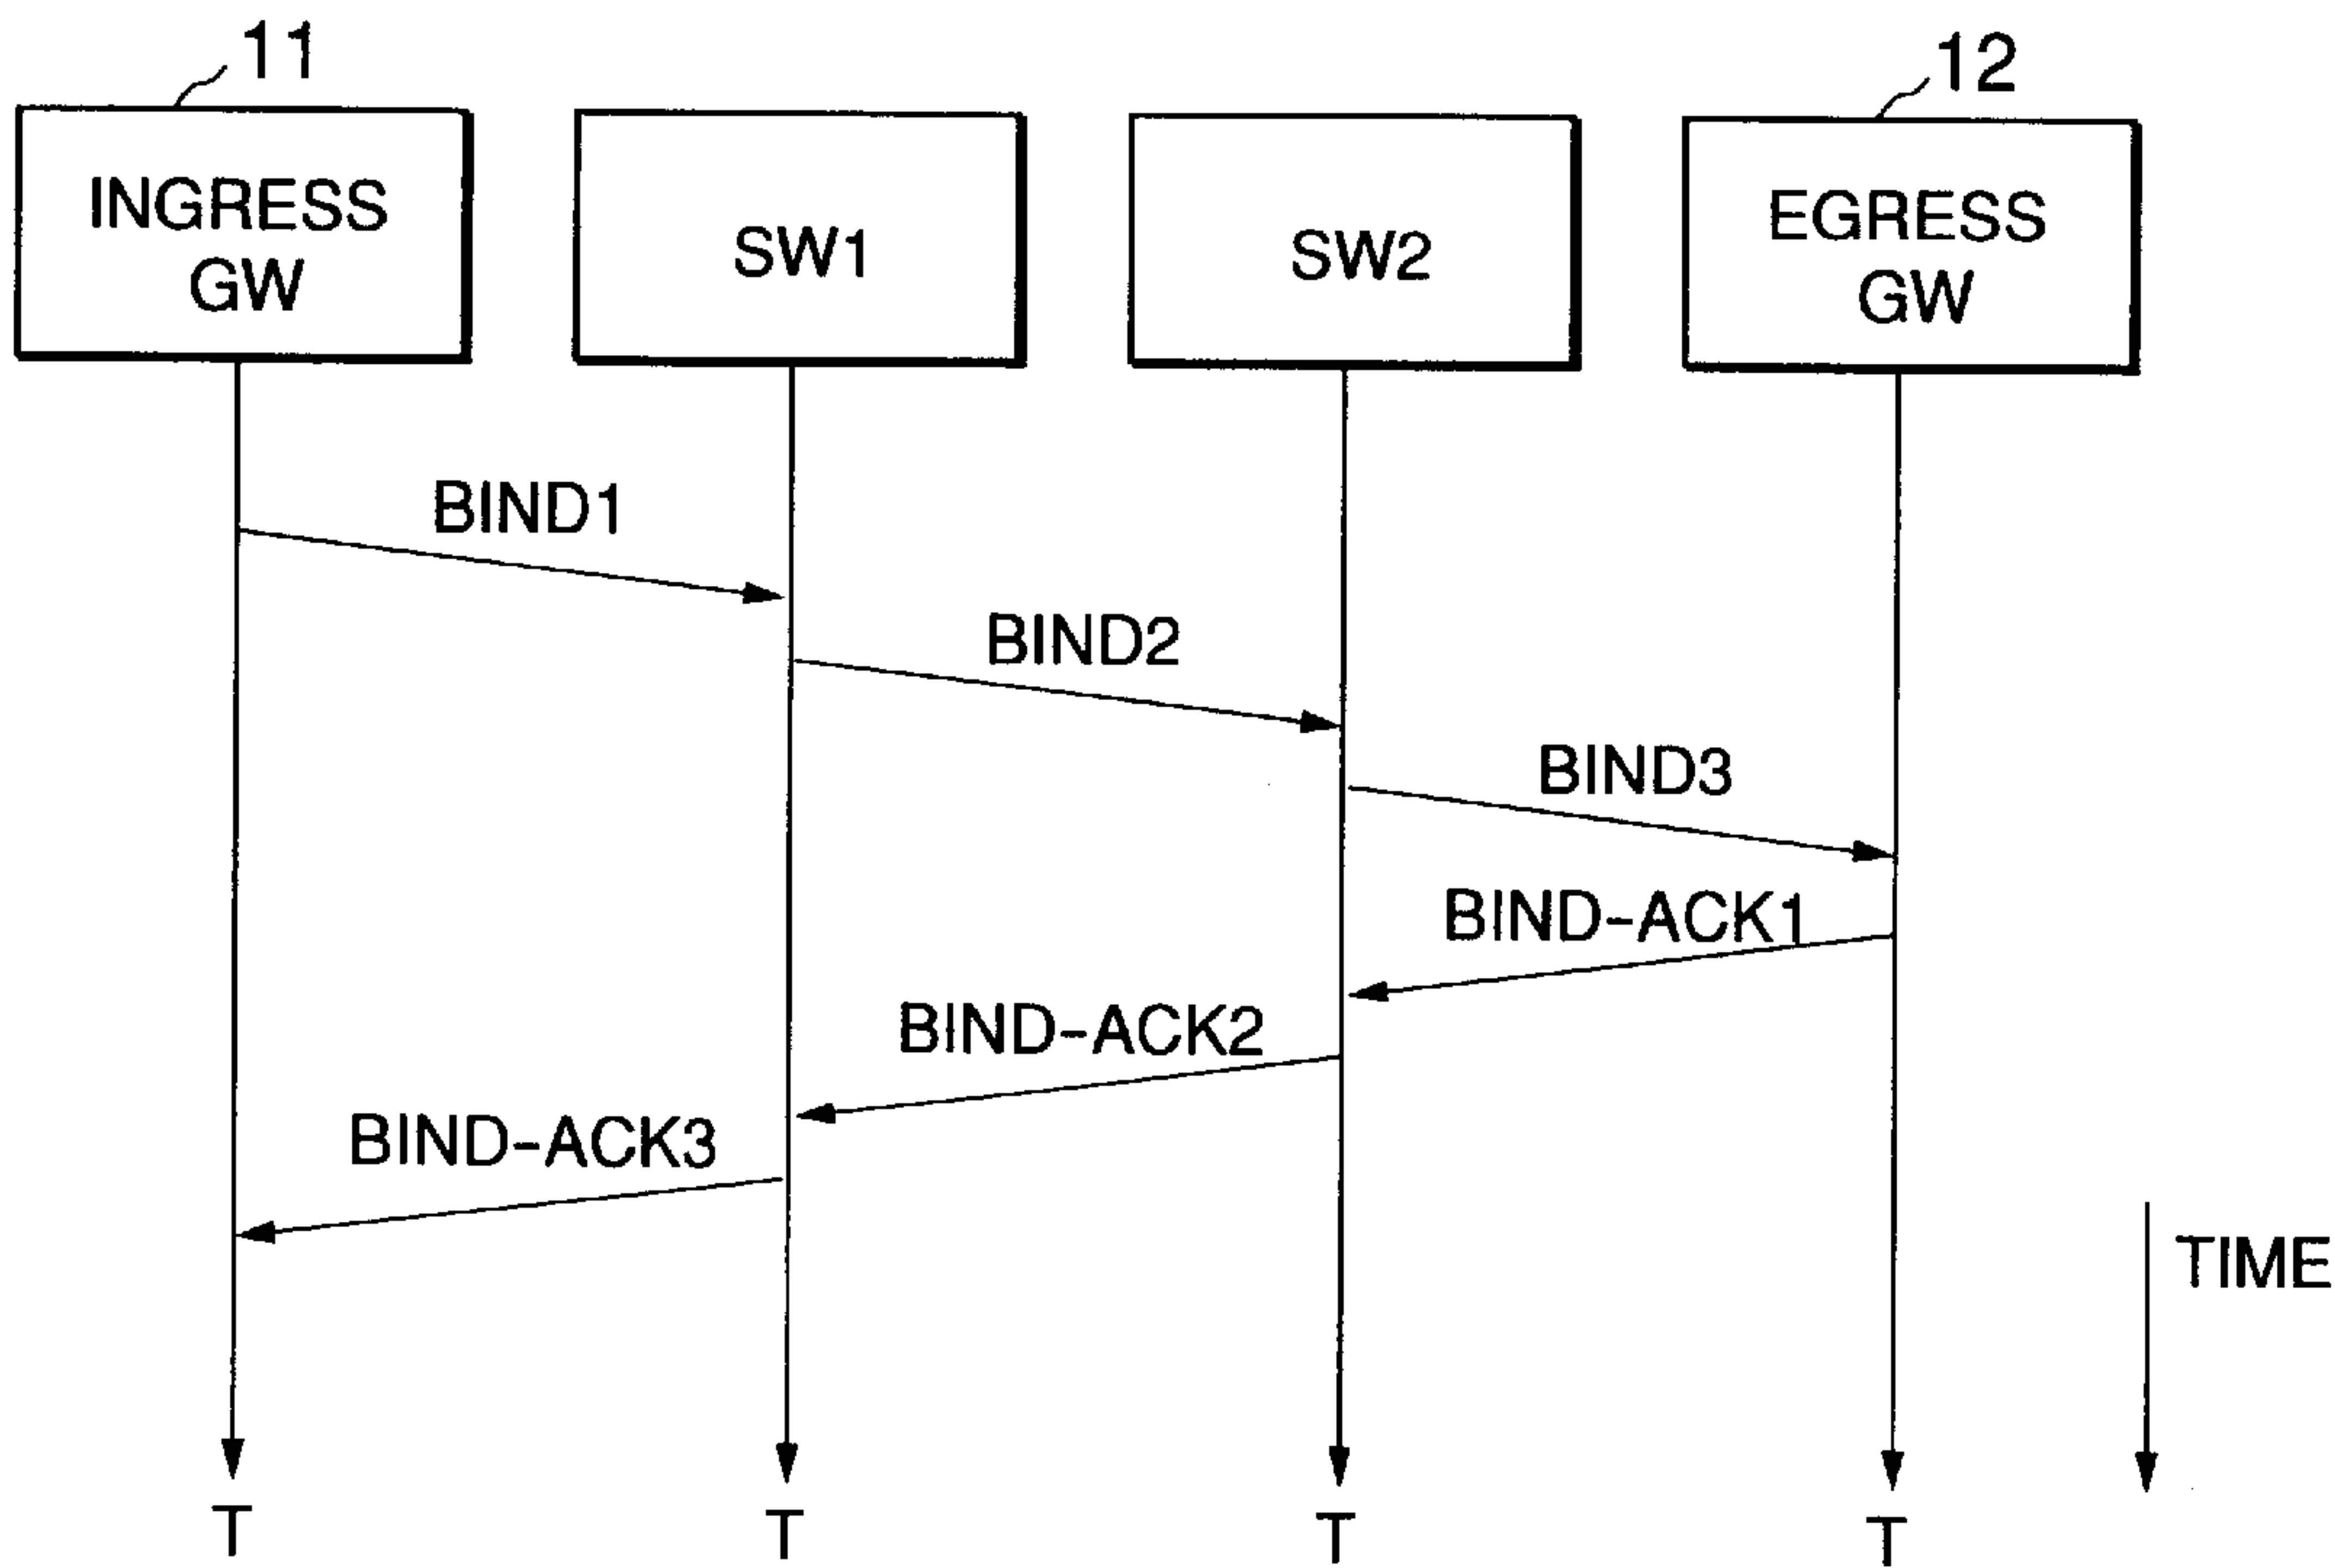 11
12
INGRESS
GW
SW1
SW2
EGRESS
GW
BIND1
BIND2
BIND3
BIND-ACK1
BIND-ACK2
BIND-ACK3
TIME
T
T
T
T